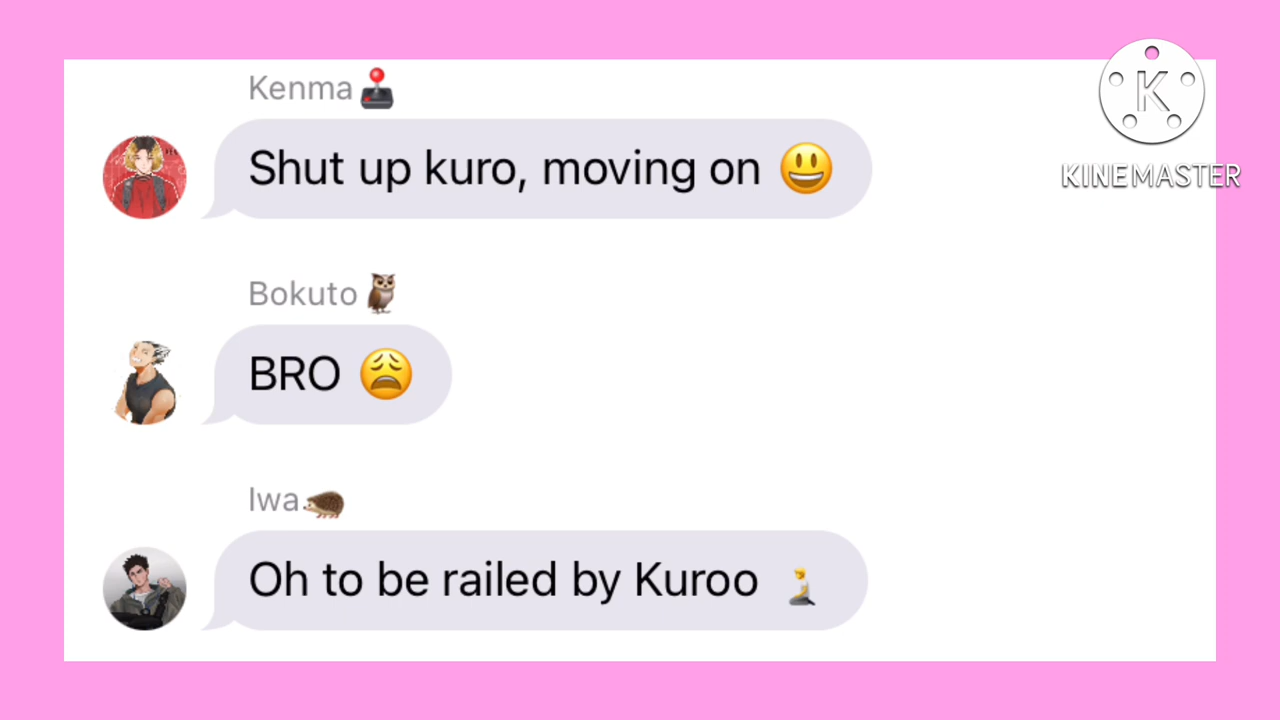 Kenma🕹️
Shut up kuro, moving on 😃
KINEMASTER
Bokuto🦉
BRO 😩
Iwa🦔
Oh to be railed by Kuroo 🧎